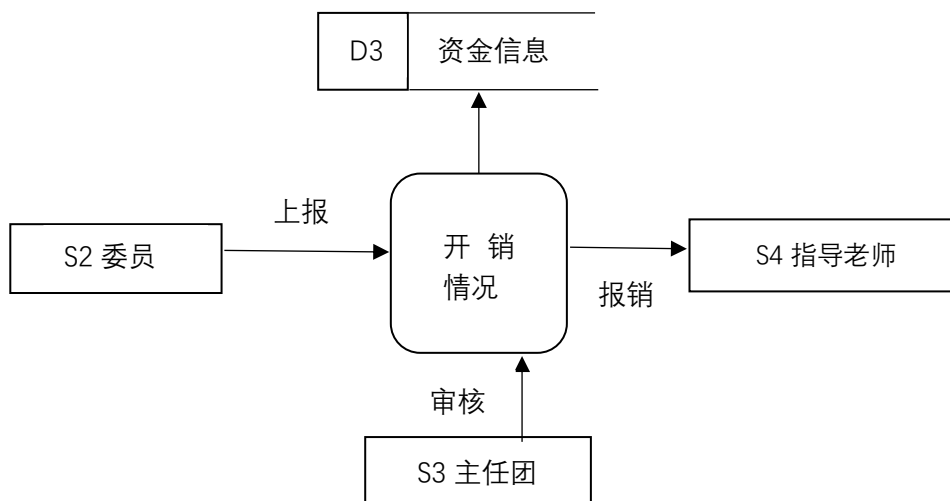 D3 资金信息
上报
S2 委员
开 销
情况
S4 指导老师
报销
审核
S3 主任团